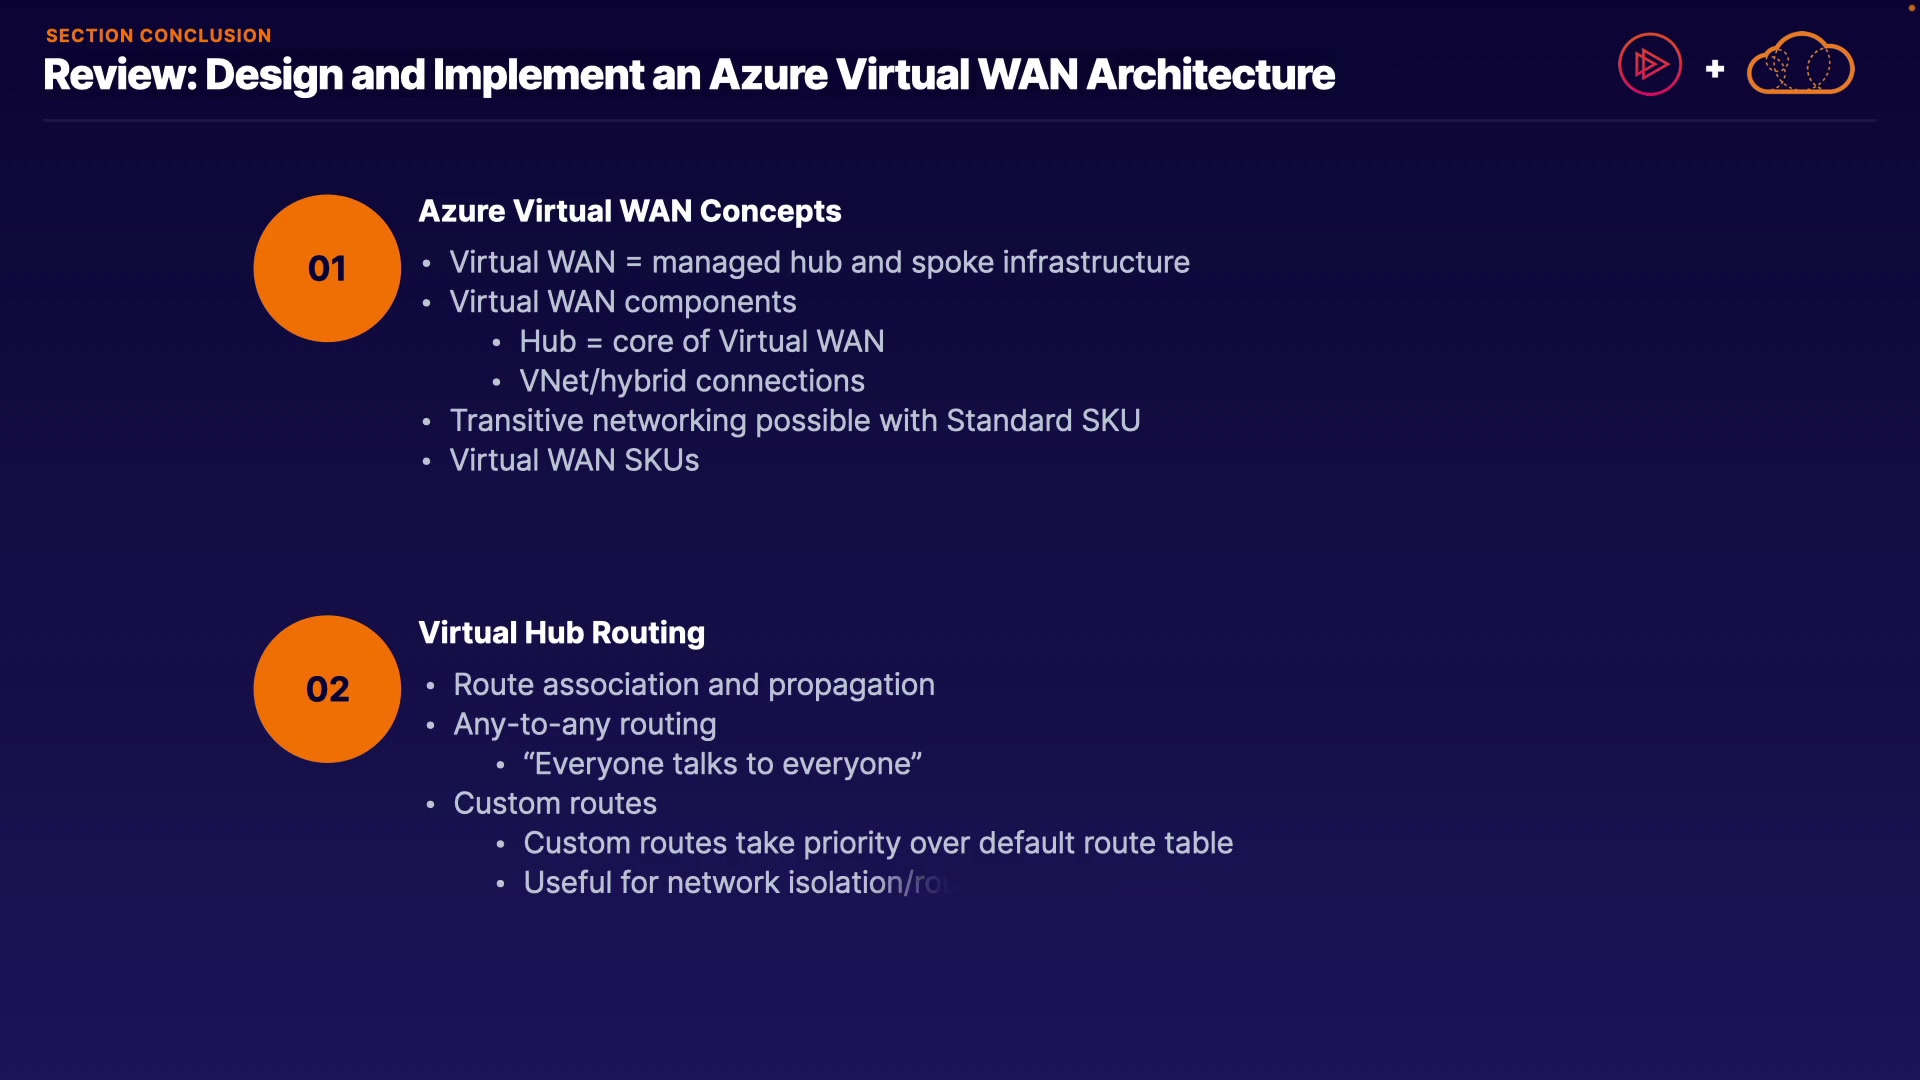 SECTION CONCLUSION
Review: Design and Implement an Azure Virtual WAN Architecture
+
01
Azure Virtual WAN Concepts
• Virtual WAN = managed hub and spoke infrastructure
• Virtual WAN components
• Hub = core of Virtual WAN
• VNet/hybrid connections
• Transitive networking possible with Standard SKU
• Virtual WAN SKUs
02
Virtual Hub Routing
• Route association and propagation
• Any-to-any routing
• “Everyone talks to everyone”
• Custom routes
• Custom routes take priority over default route table
• Useful for network isolation/